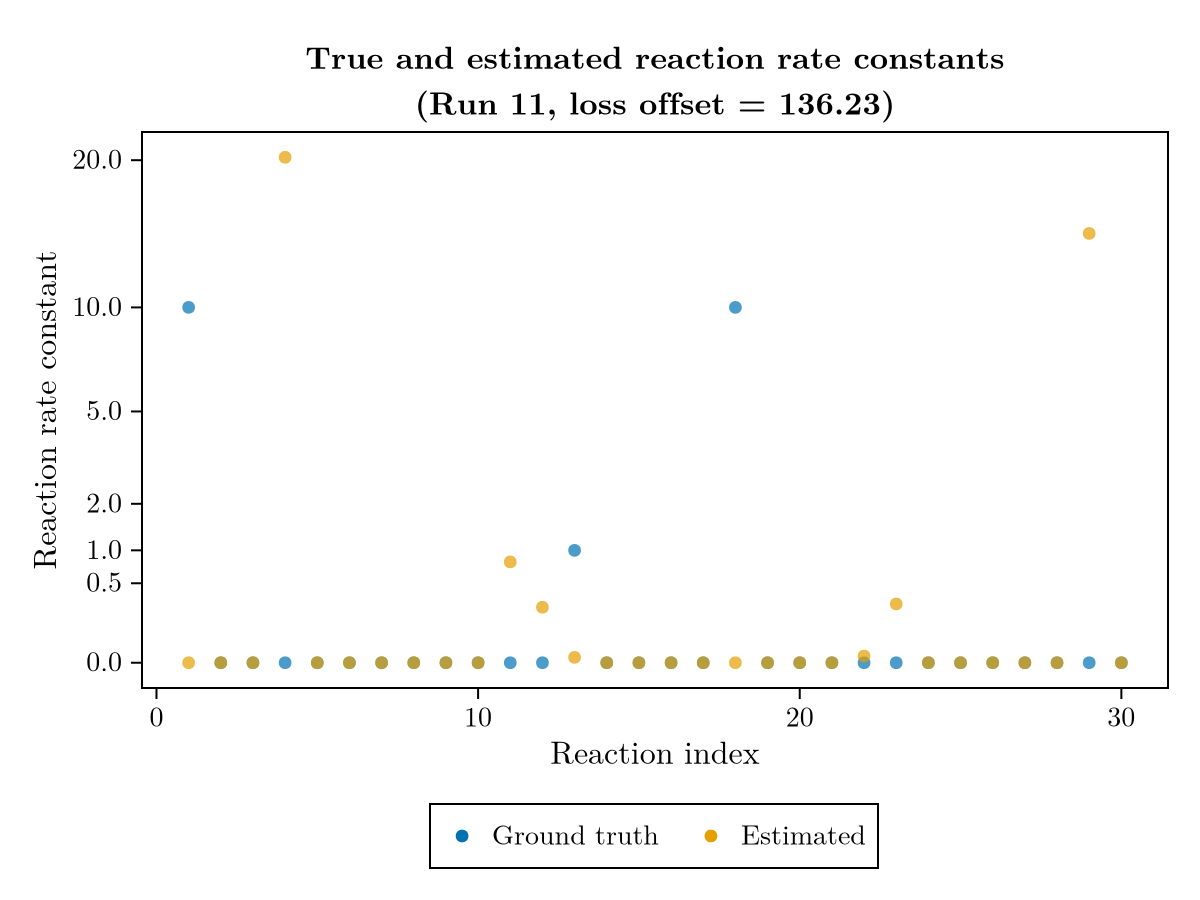 True and estimated reaction rate constants
(Run 11, loss offset = 136.23)
Reaction rate constant
20.0
10.0
5.0
2.0
1.0
0.5
0.0
0 10 20 30
Reaction index
Ground truth Estimated